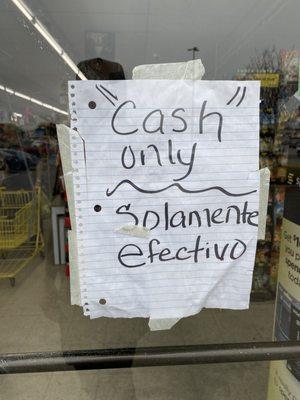 " Cash "
only
Solamente
efectivo